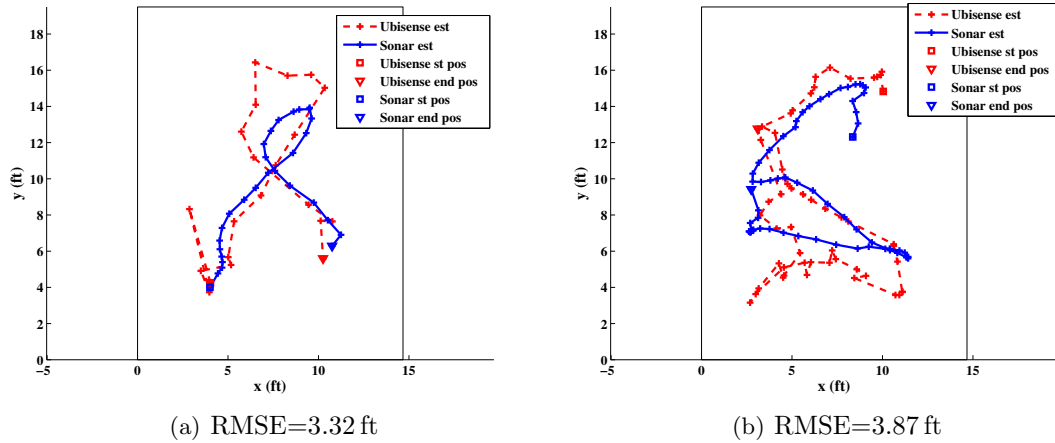 Ubisense est
Sonar est
Ubisense st pos
Ubisense end pos
Sonar st pos
Sonar end pos
18
16
14
12
10
8
6
4
2
0
y (ft)
−5
0
5
10
15
x (ft)
(a) RMSE=3.32 ft
Ubisense est
Sonar est
Ubisense st pos
Ubisense end pos
Sonar st pos
Sonar end pos
18
16
14
12
10
8
6
4
2
0
y (ft)
−5
0
5
10
15
x (ft)
(b) RMSE=3.87 ft